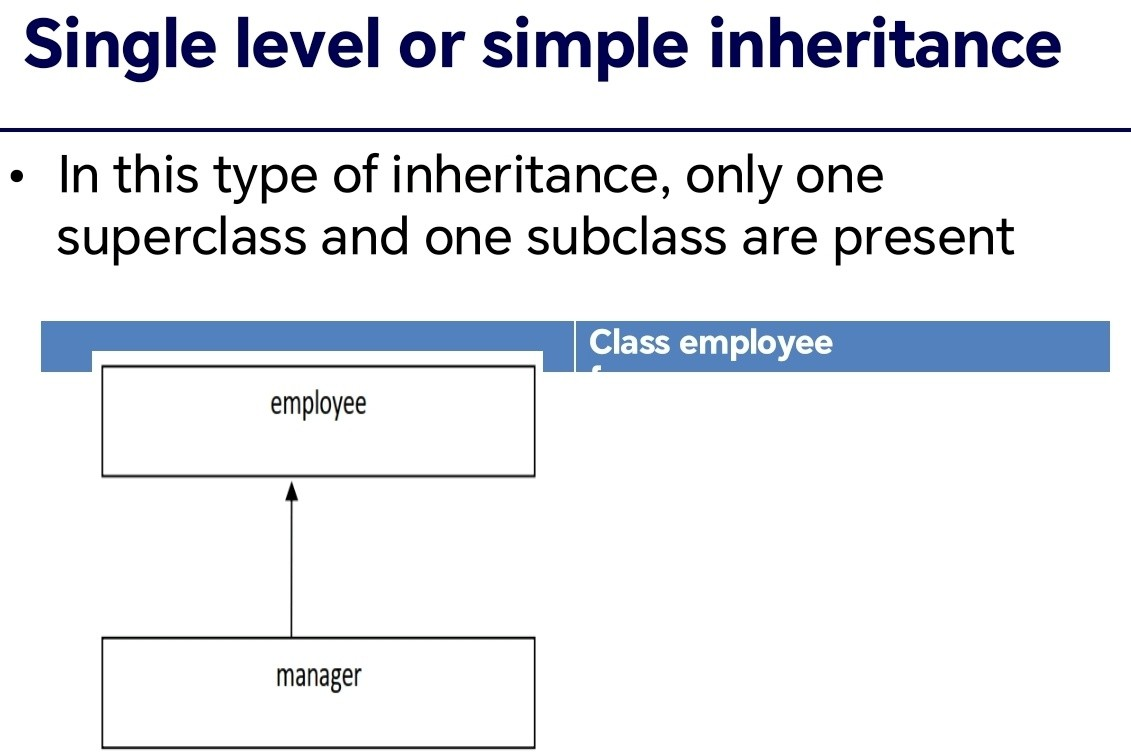 Single level or simple inheritance
• In this type of inheritance, only one
superclass and one subclass are present
Class employee
employee
manager